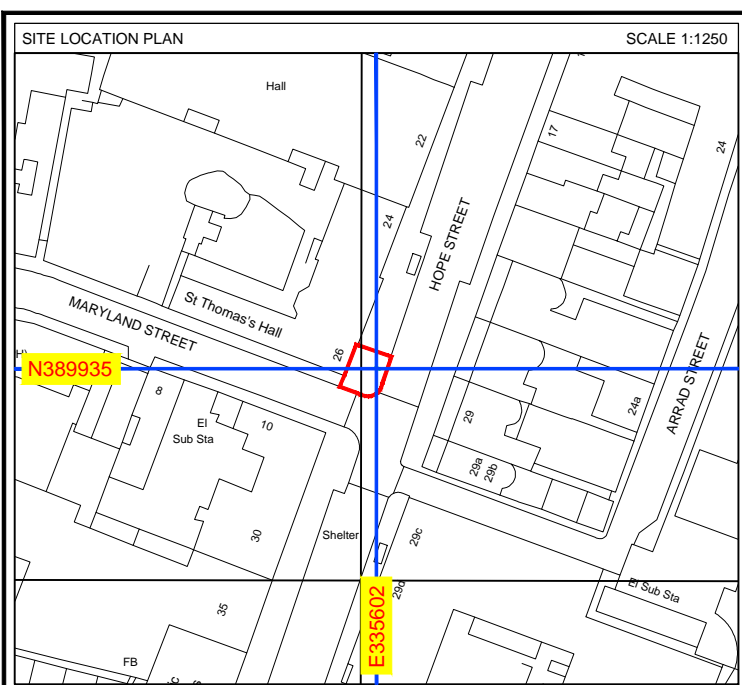 SITE LOCATION PLAN
SCALE 1:1250
Hall
22
17
24
24
HOPE STREET
St Thomas's Hall
MARYLAND STREET
26
N389935
ARRAD STREET
8
El
Sub Sta
10
24a
29
29a
29b
30
Shelter
29c
E335602
29d
El Sub Sta
35
FB